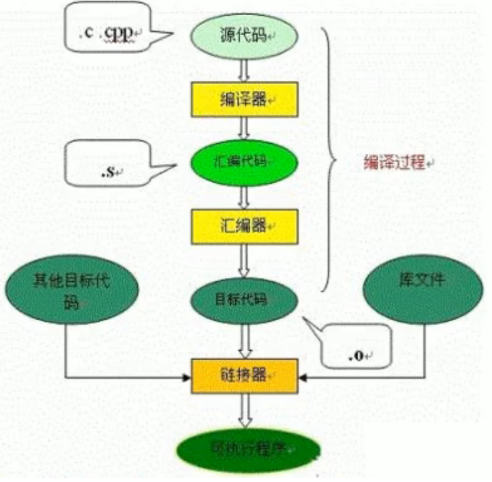 .c .cpp
源代码
编译器
汇编代码
.s
编译过程
汇编器
其他目标代
码
目标代码
库文件
.o
链接器
可执行程序